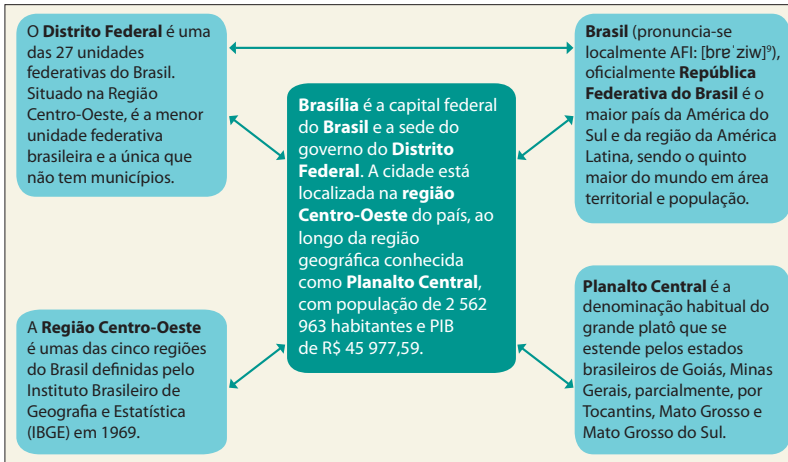 O Distrito Federal é uma
das 27 unidades
federativas do Brasil.
Situado na Região
Centro-Oeste, é a menor
unidade federativa
brasileira e a única que
não tem municípios.
Brasil (pronuncia-se
localmente AFI: [bɾɐˈziw]⁹),
oficialmente República
Federativa do Brasil é o
maior país da América do
Sul e da região da América
Latina, sendo o quinto
maior do mundo em área
territorial e população.
Brasília é a capital federal
do Brasil e a sede do
governo do Distrito
Federal. A cidade está
localizada na região
Centro-Oeste do país, ao
longo da região
geográfica conhecida
como Planalto Central,
com população de 2 562
963 habitantes e PIB
de R$ 45 977,59.
A Região Centro-Oeste
é umas das cinco regiões
do Brasil definidas pelo
Instituto Brasileiro de
Geografia e Estatística
(IBGE) em 1969.
Planalto Central é a
denominação habitual do
grande platô que se
estende pelos estados
brasileiros de Goiás, Minas
Gerais, parcialmente, por
Tocantins, Mato Grosso e
Mato Grosso do Sul.